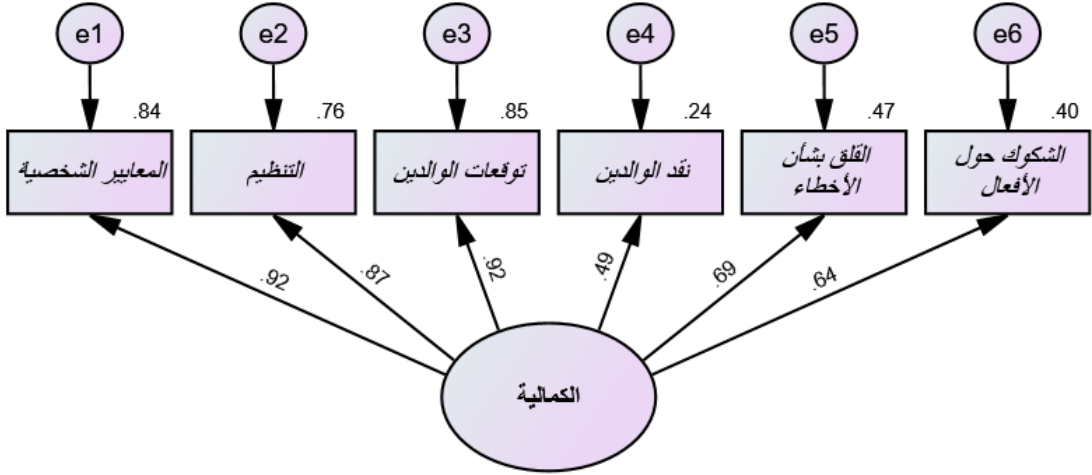 e1
e2
e3
e4
e5
e6
.84
.76
.85
.24
.47
.40
المعايير الشخصية
التنظيم
توقعات الوالدين
نقد الوالدين
القلق بشأن
الأخطاء
الشكوك حول
الأفعال
.92
.87
.92
.49
.69
.64
الكمالية